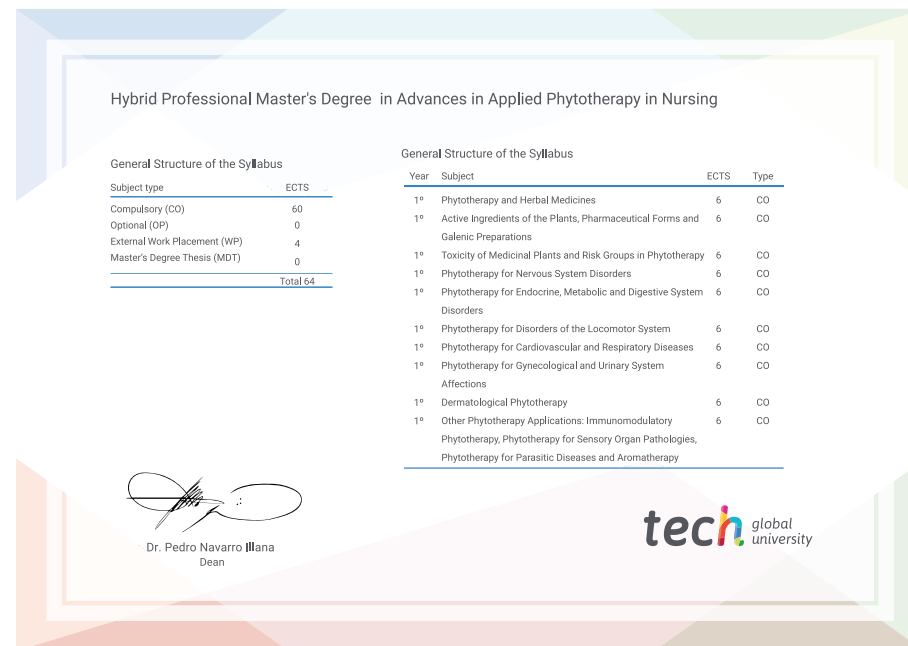 Hybrid Professional Master's Degree in Advances in Applied Phytotherapy in Nursing
General Structure of the Syllabus
Subject type ECTS
Compulsory (CO) 60
Optional (OP) 0
External Work Placement (WP) 4
Master's Degree Thesis (MDT) 0
Total 64
General Structure of the Syllabus
Year Subject ECTS Type
1º Phytotherapy and Herbal Medicines 6 CO
1º Active Ingredients of the Plants, Pharmaceutical Forms and 6 CO
Galenic Preparations
1º Toxicity of Medicinal Plants and Risk Groups in Phytotherapy 6 CO
1º Phytotherapy for Nervous System Disorders 6 CO
1º Phytotherapy for Endocrine, Metabolic and Digestive System 6 CO
Disorders
1º Phytotherapy for Disorders of the Locomotor System 6 CO
1º Phytotherapy for Cardiovascular and Respiratory Diseases 6 CO
1º Phytotherapy for Gynecological and Urinary System 6 CO
Affections
1º Dermatological Phytotherapy 6 CO
1º Other Phytotherapy Applications: Immunomodulatory 6 CO
Phytotherapy, Phytotherapy for Sensory Organ Pathologies,
Phytotherapy for Parasitic Diseases and Aromatherapy
Dr. Pedro Navarro Illana
Dean
tech global
university